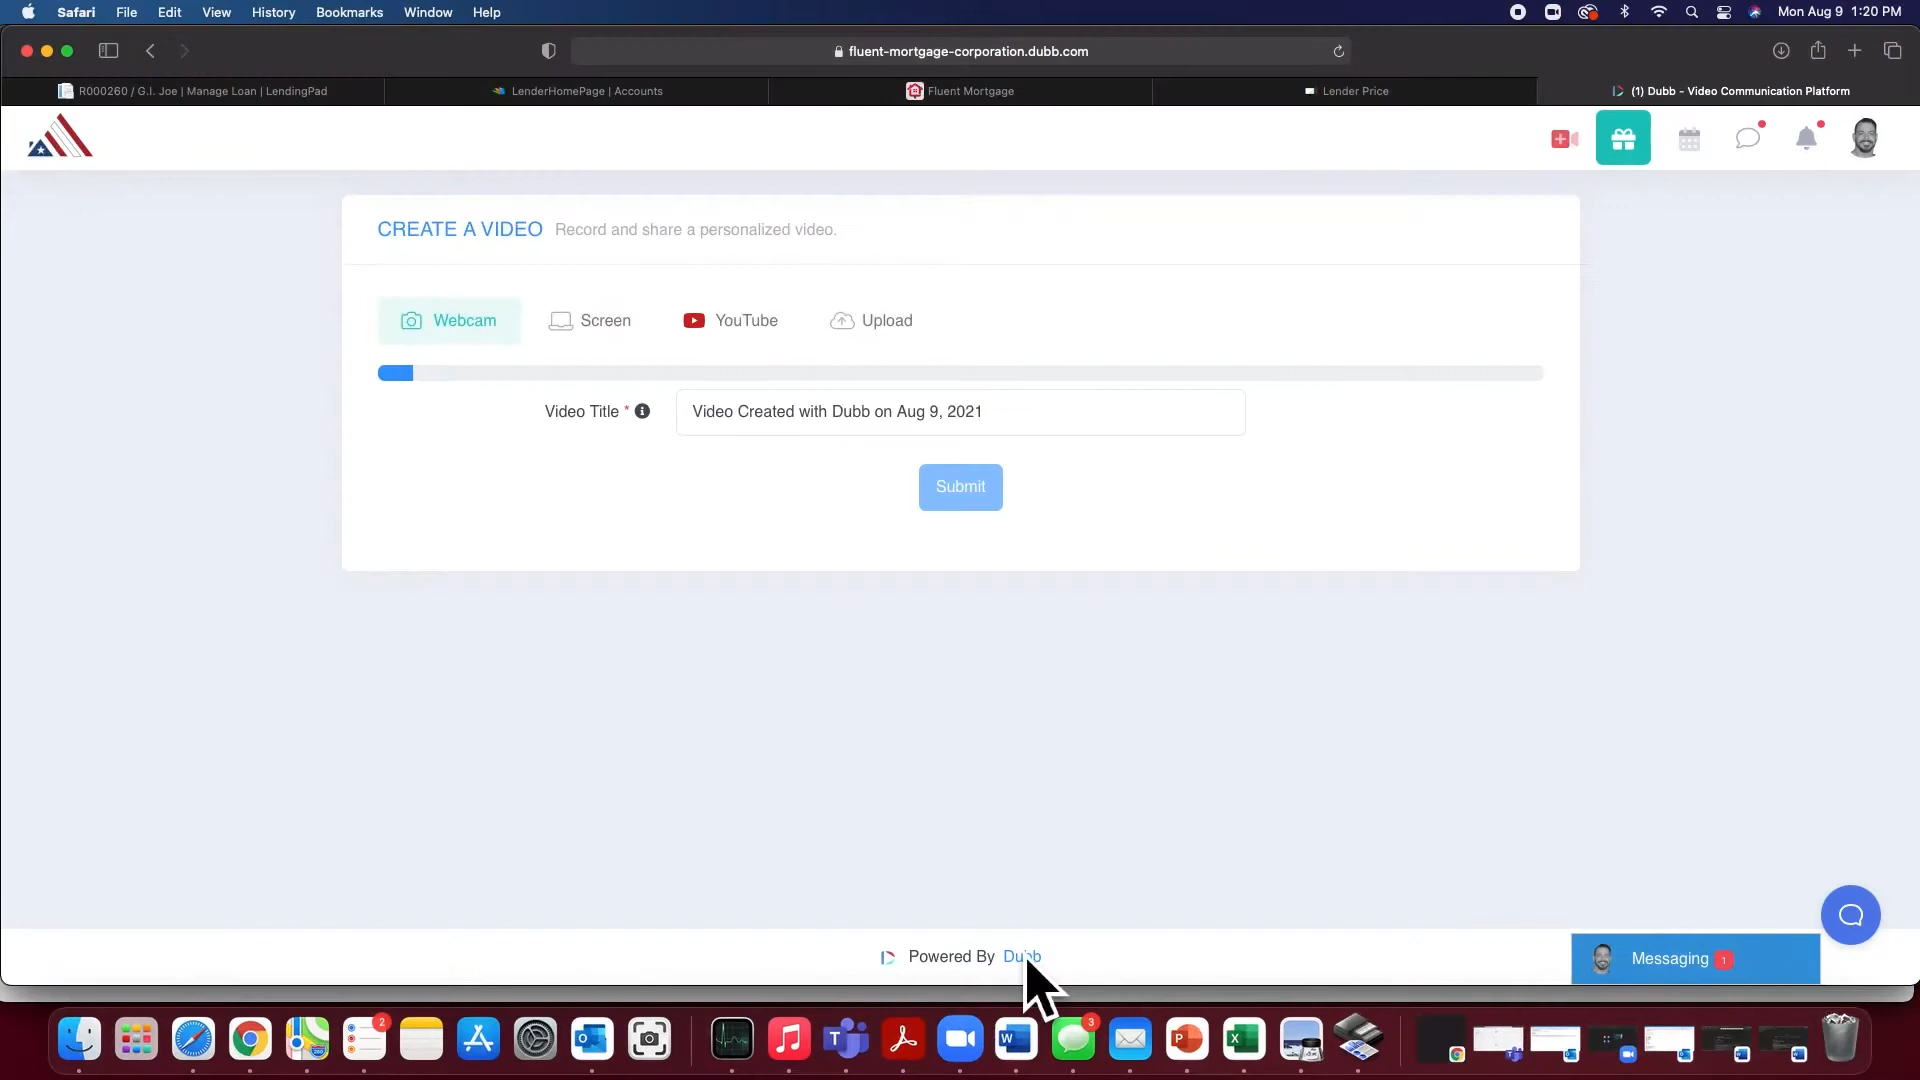 Safari File Edit View History Bookmarks Window Help Mon Aug 9 1:20 PM
fluent-mortgage-corporation.dubb.com
R000260 / G.I. Joe | Manage Loan | LendingPad LenderHomePage | Accounts Fluent Mortgage Lender Price (1) Dubb - Video Communication Platform
CREATE A VIDEO Record and share a personalized video.
Webcam Screen YouTube Upload
Video Title * Video Created with Dubb on Aug 9, 2021
Submit
Powered By Dubb
Messaging 1
2 3